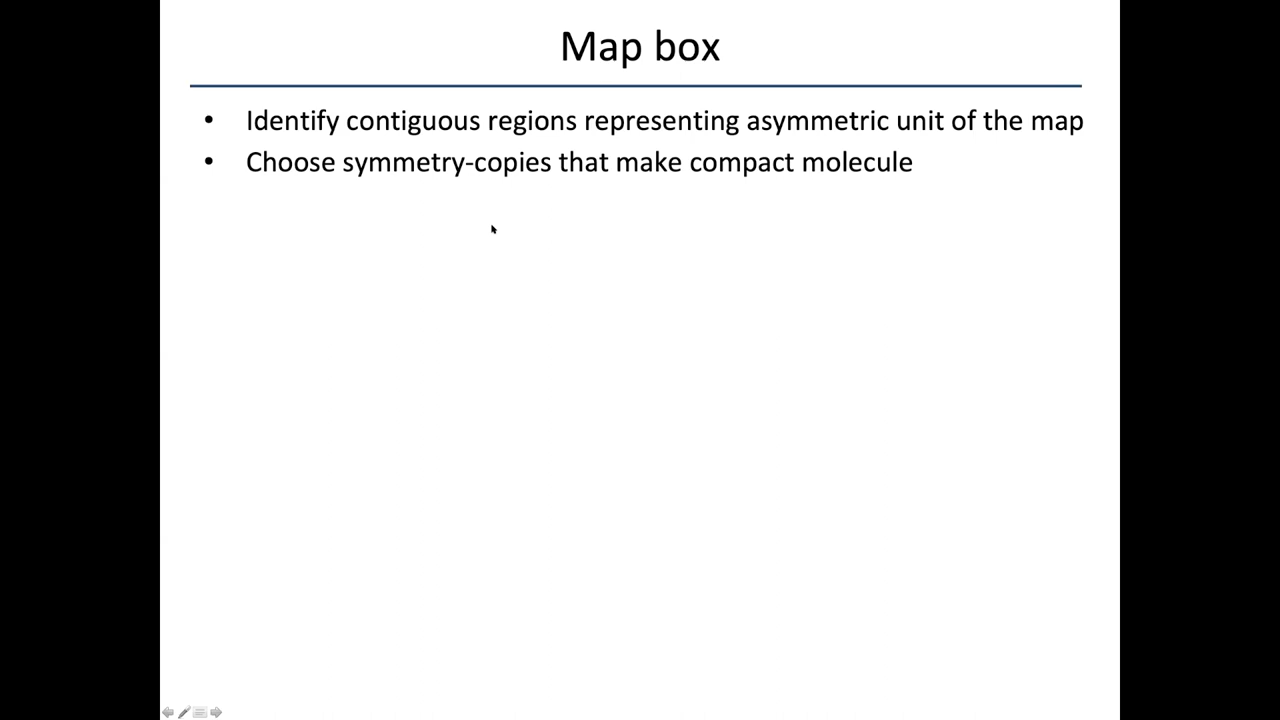 Map box
• Identify contiguous regions representing asymmetric unit of the map
• Choose symmetry-copies that make compact molecule